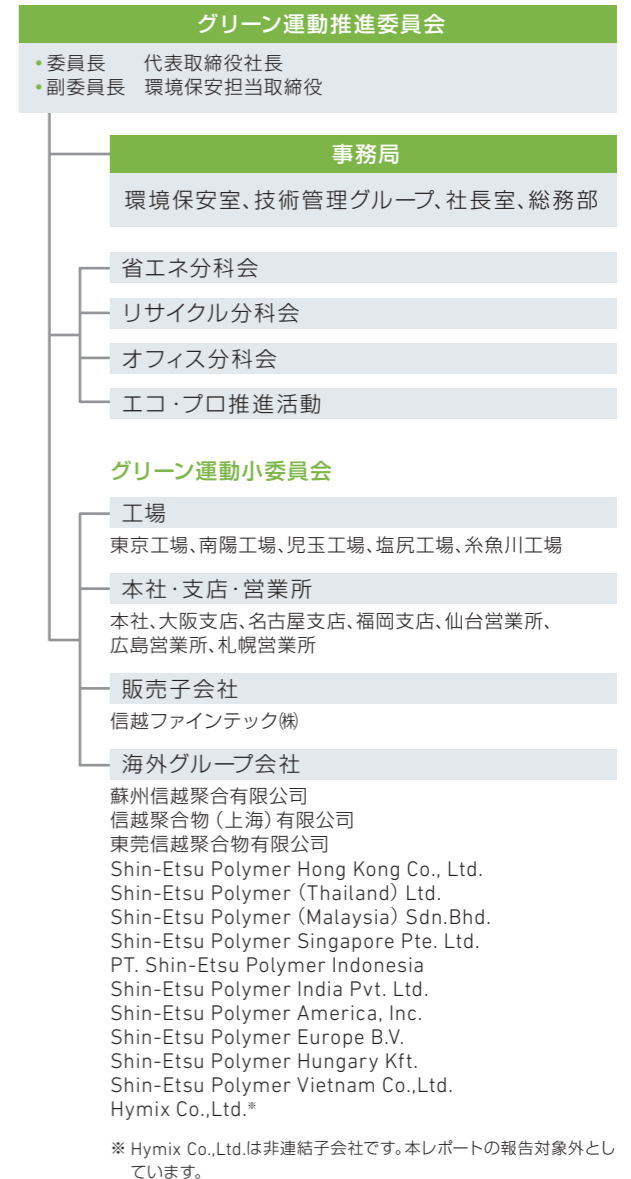 グリーン運動推進委員会
•委員長　代表取締役社長
•副委員長　環境保安担当取締役
事務局
環境保安室、技術管理グループ、社長室、総務部
省エネ分科会
リサイクル分科会
オフィス分科会
エコ・プロ推進活動
グリーン運動小委員会
工場
東京工場、南陽工場、児玉工場、塩尻工場、糸魚川工場
本社・支店・営業所
本社、大阪支店、名古屋支店、福岡支店、仙台営業所、
広島営業所、札幌営業所
販売子会社
信越ファインテック㈱
海外グループ会社
蘇州信越聚合有限公司
信越聚合物（上海）有限公司
東莞信越聚合物有限公司
Shin-Etsu Polymer Hong Kong Co., Ltd.
Shin-Etsu Polymer（Thailand）Ltd.
Shin-Etsu Polymer（Malaysia）Sdn.Bhd.
Shin-Etsu Polymer Singapore Pte. Ltd.
PT. Shin-Etsu Polymer Indonesia
Shin-Etsu Polymer India Pvt. Ltd.
Shin-Etsu Polymer America, Inc.
Shin-Etsu Polymer Europe B.V.
Shin-Etsu Polymer Hungary Kft.
Shin-Etsu Polymer Vietnam Co.,Ltd.
Hymix Co.,Ltd.※
※ Hymix Co.,Ltd.は非連結子会社です。本レポートの報告対象外とし
ています。